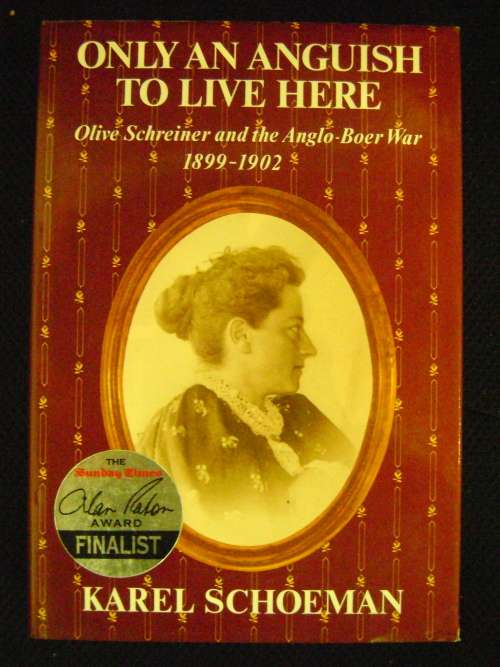 ONLY AN ANGUISH
TO LIVE HERE
Olive Schreiner and the Anglo-Boer War
1899-1902
THE
Sunday Times
Alan Paton
AWARD
FINALIST
KAREL SCHOEMAN